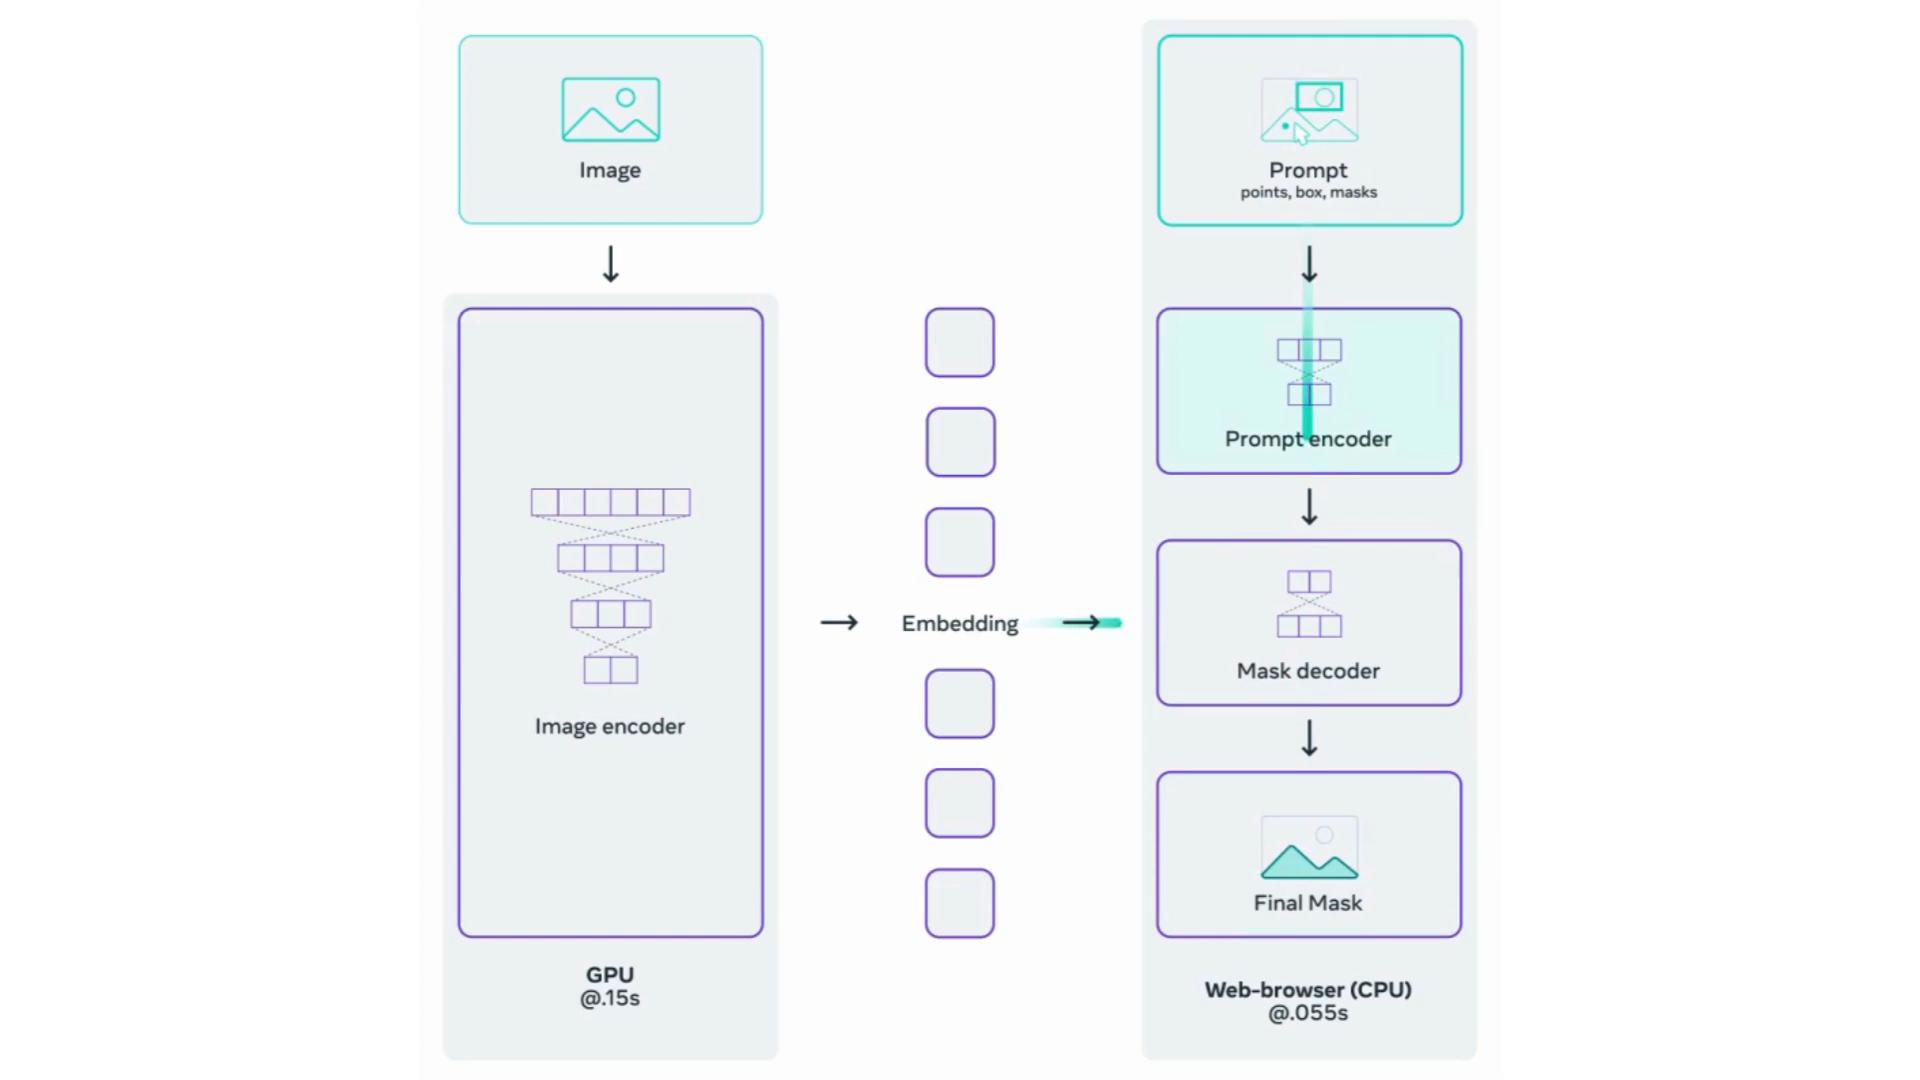 Image
Image encoder
GPU
@.15s
Embedding
Prompt
points, box, masks
Prompt encoder
Mask decoder
Final Mask
Web-browser (CPU)
@.055s